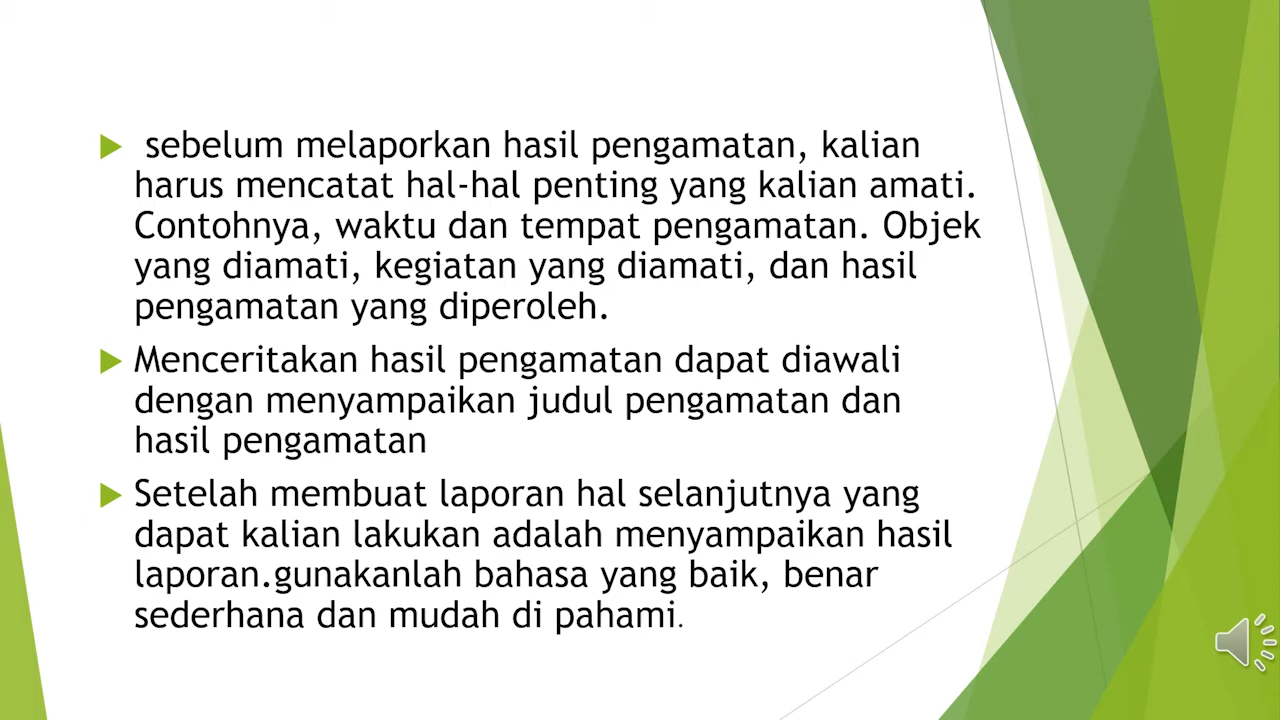 sebelum melaporkan hasil pengamatan, kalian
harus mencatat hal-hal penting yang kalian amati.
Contohnya, waktu dan tempat pengamatan. Objek
yang diamati, kegiatan yang diamati, dan hasil
pengamatan yang diperoleh.
Menceritakan hasil pengamatan dapat diawali
dengan menyampaikan judul pengamatan dan
hasil pengamatan
Setelah membuat laporan hal selanjutnya yang
dapat kalian lakukan adalah menyampaikan hasil
laporan.gunakanlah bahasa yang baik, benar
sederhana dan mudah di pahami.